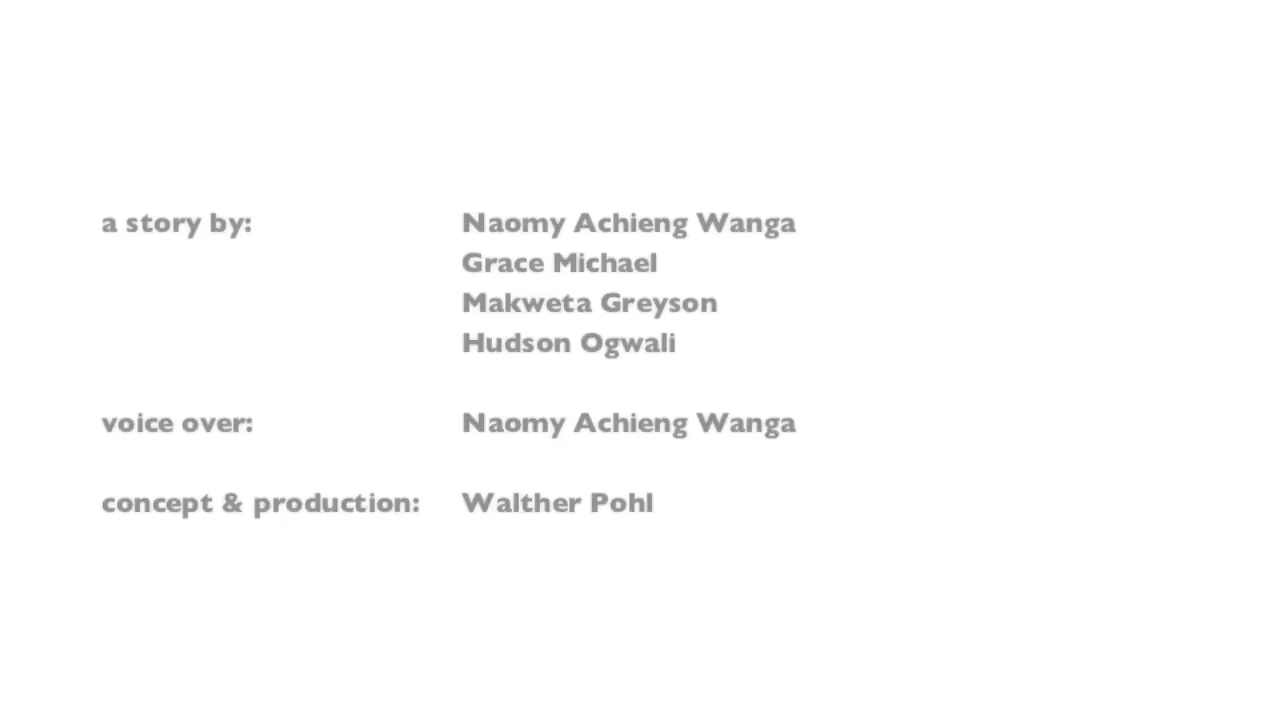 a story by: Naomy Achieng Wanga
Grace Michael
Makweta Greyson
Hudson Ogwali
voice over: Naomy Achieng Wanga
concept & production: Walther Pohl